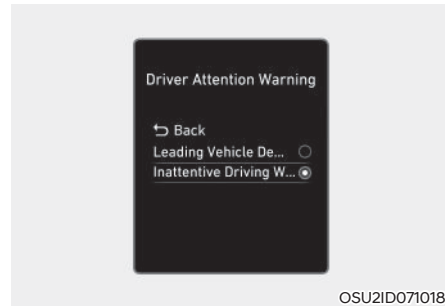 Driver Attention Warning
Back
Leading Vehicle De...
Inattentive Driving W...
OSU2ID071018